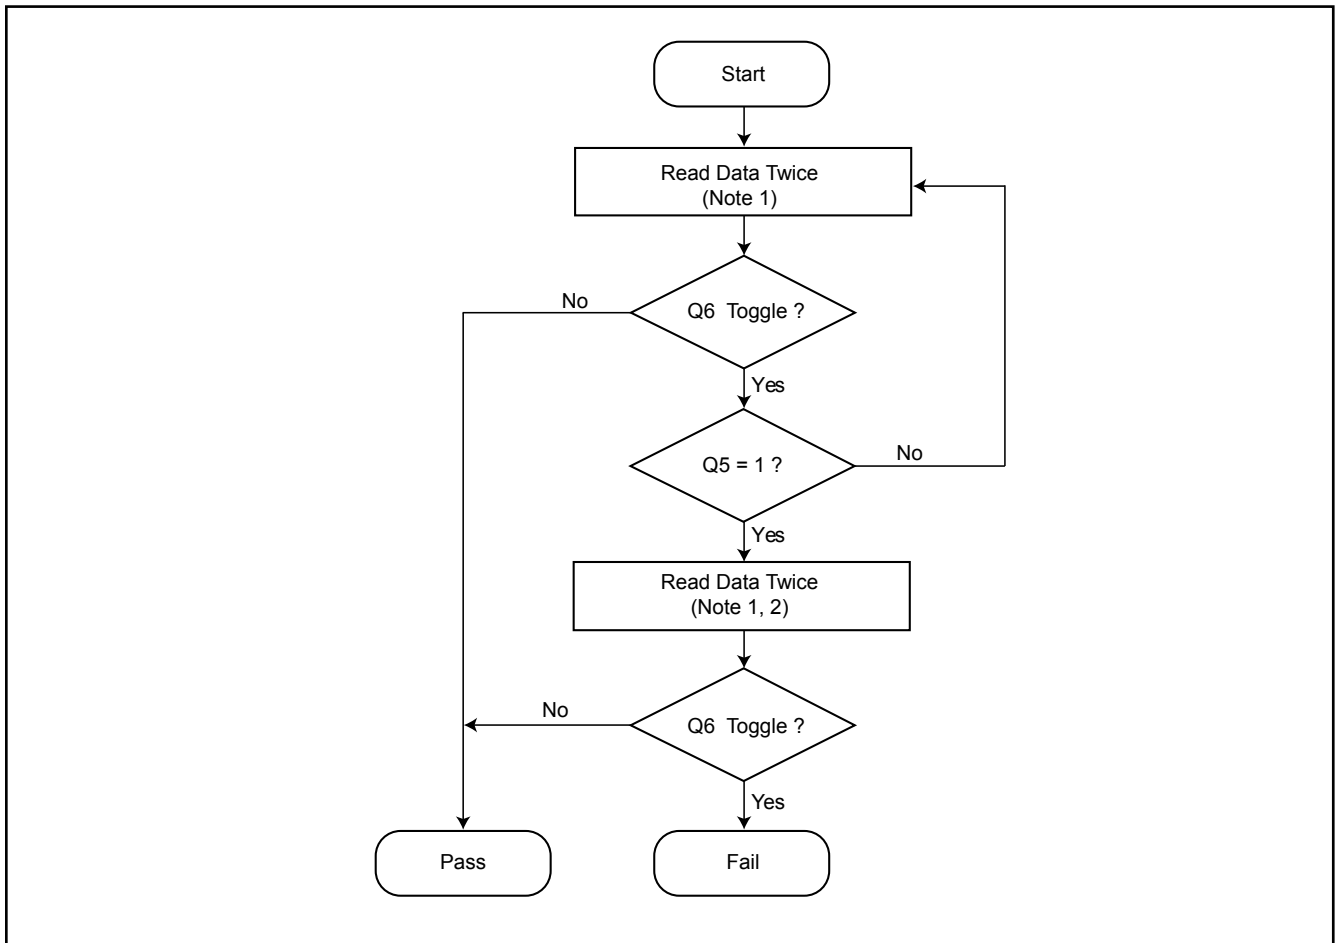 Start
Read Data Twice
(Note 1)
Q6 Toggle ?
No
Yes
Q5 = 1 ?
No
Yes
Read Data Twice
(Note 1, 2)
Q6 Toggle ?
No
Yes
Pass
Fail